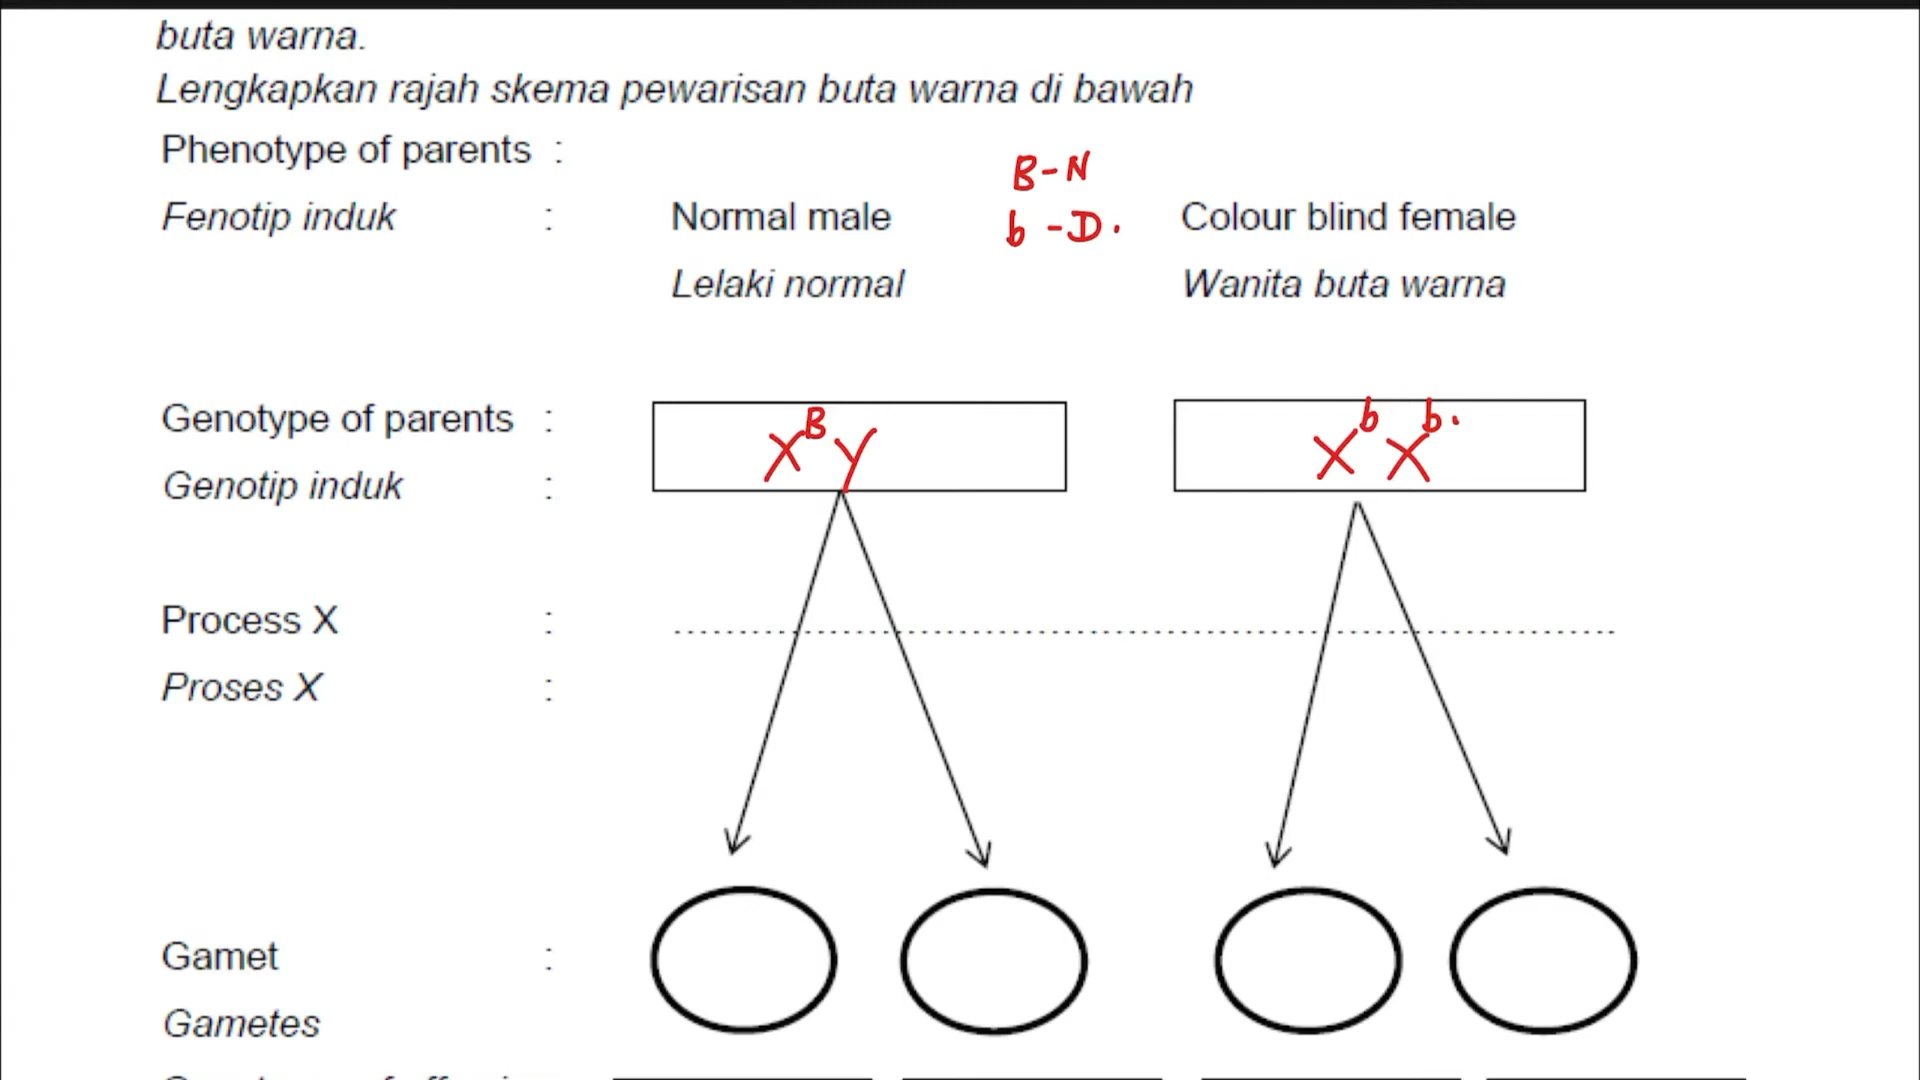 buta warna.
Lengkapkan rajah skema pewarisan buta warna di bawah
Phenotype of parents :
B-N
Fenotip induk : Normal male b-D. Colour blind female
Lelaki normal Wanita buta warna
Genotype of parents : X^B Y X^b X^b.
Genotip induk :
Process X : ........................................
Proses X :
Gamet :
Gametes